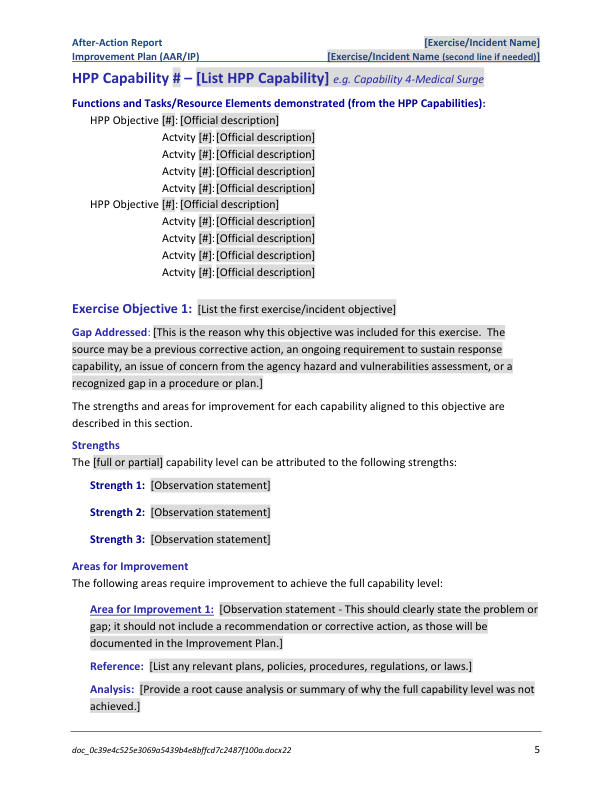 After-Action Report [Exercise/Incident Name]
Improvement Plan (AAR/IP) [Exercise/Incident Name (second line if needed)]
HPP Capability # – [List HPP Capability] e.g. Capability 4-Medical Surge
Functions and Tasks/Resource Elements demonstrated (from the HPP Capabilities):
HPP Objective [#]: [Official description]
Actvity [#]: [Official description]
Actvity [#]: [Official description]
Actvity [#]: [Official description]
Actvity [#]: [Official description]
HPP Objective [#]: [Official description]
Actvity [#]: [Official description]
Actvity [#]: [Official description]
Actvity [#]: [Official description]
Actvity [#]: [Official description]
Exercise Objective 1: [List the first exercise/incident objective]
Gap Addressed: [This is the reason why this objective was included for this exercise. The
source may be a previous corrective action, an ongoing requirement to sustain response
capability, an issue of concern from the agency hazard and vulnerabilities assessment, or a
recognized gap in a procedure or plan.]
The strengths and areas for improvement for each capability aligned to this objective are
described in this section.
Strengths
The [full or partial] capability level can be attributed to the following strengths:
Strength 1: [Observation statement]
Strength 2: [Observation statement]
Strength 3: [Observation statement]
Areas for Improvement
The following areas require improvement to achieve the full capability level:
Area for Improvement 1: [Observation statement - This should clearly state the problem or
gap; it should not include a recommendation or corrective action, as those will be
documented in the Improvement Plan.]
Reference: [List any relevant plans, policies, procedures, regulations, or laws.]
Analysis: [Provide a root cause analysis or summary of why the full capability level was not
achieved.]
doc_0c39e4c525e3069a5439b4e8bffcd7c2487f100a.docx22 5